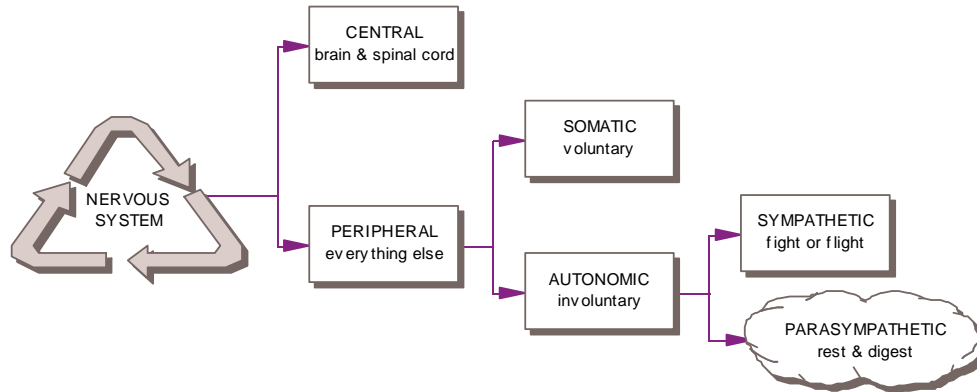 CENTRAL
brain & spinal cord
NERVOUS
SYSTEM
PERIPHERAL
everything else
SOMATIC
voluntary
AUTONOMIC
involuntary
SYMPATHETIC
fight or flight
PARASYMPATHETIC
rest & digest